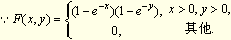 ∵ F(x, y) = { (1−e⁻ˣ)(1−e⁻ʸ), x>0, y>0,
0, 其他.